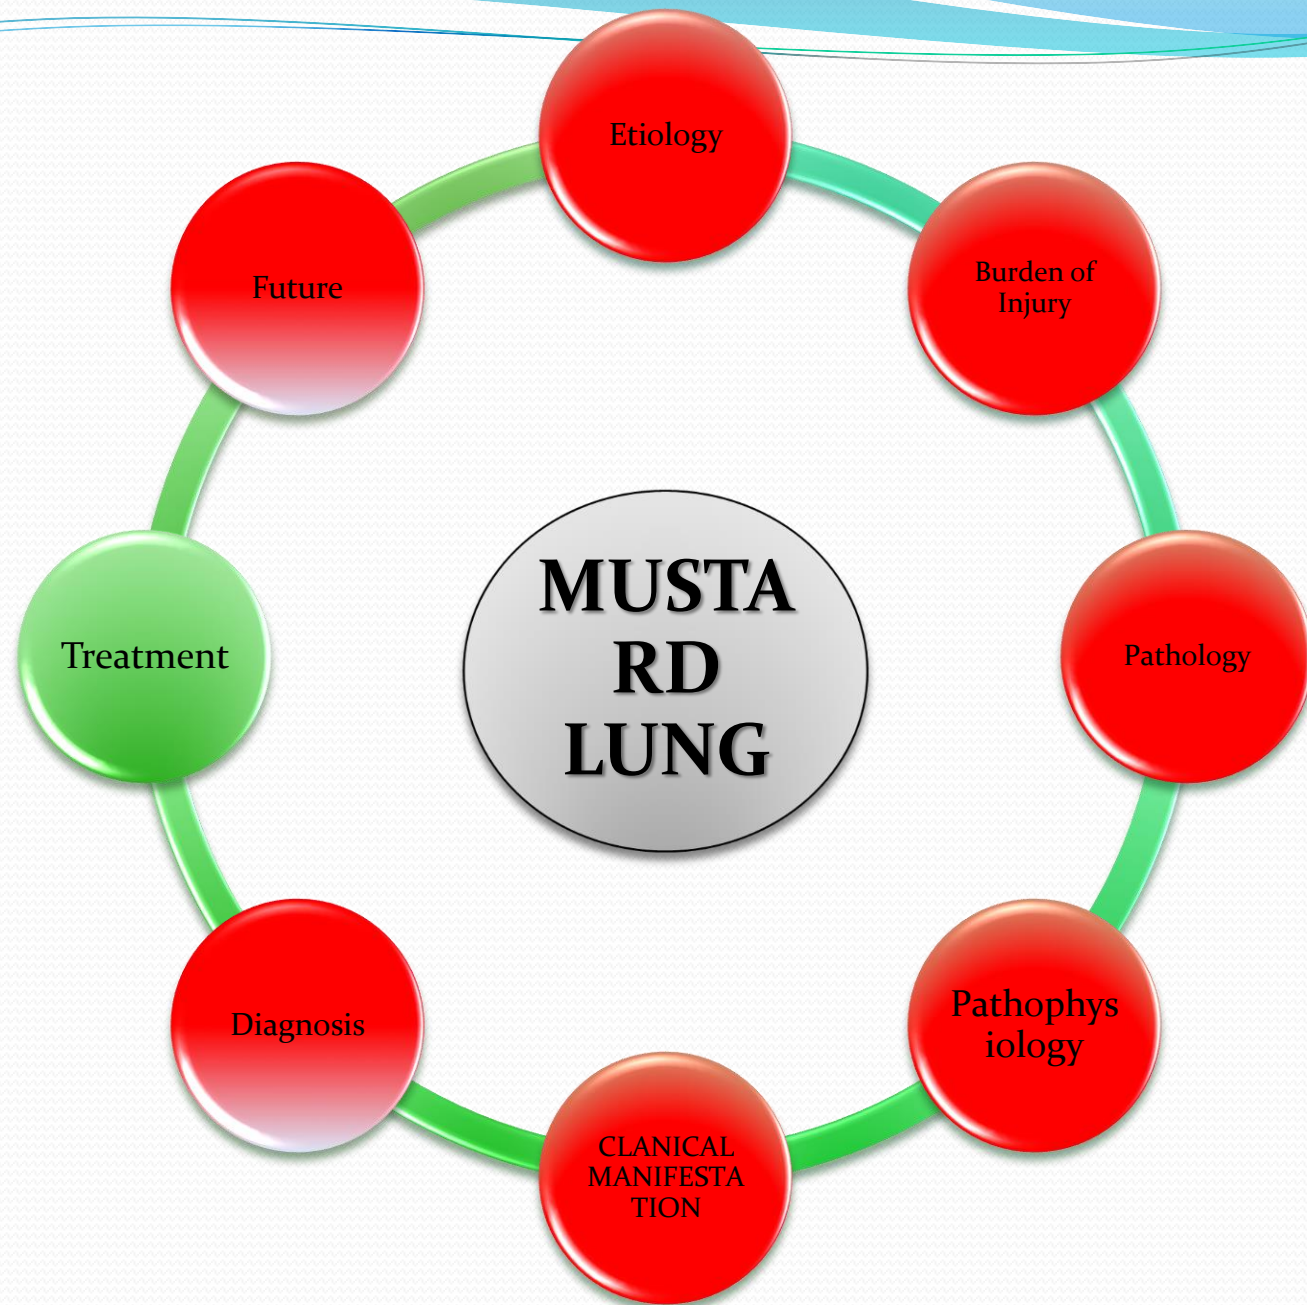 Etiology
Burden of
Injury
Pathology
Pathophys
iology
CLANICAL
MANIFESTA
TION
Diagnosis
Treatment
Future
MUSTA
RD
LUNG